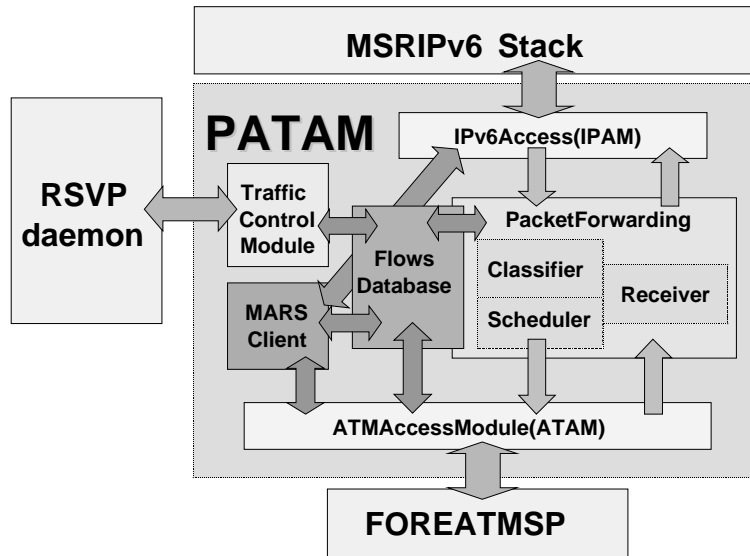 MSRIPv6 Stack
PATAM
IPv6Access(IPAM)
RSVP
daemon
Traffic
Control
Module
PacketForwarding
Flows
Database
Classifier
Receiver
Scheduler
MARS
Client
ATMAccessModule(ATAM)
FOREATMSP